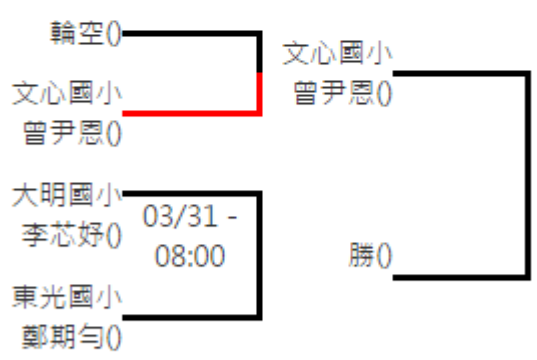 輪空()
文心國小
曾尹恩()
文心國小
曾尹恩()
大明國小
李芯妤()
03/31 -
08:00
勝()
東光國小
鄭期勻()